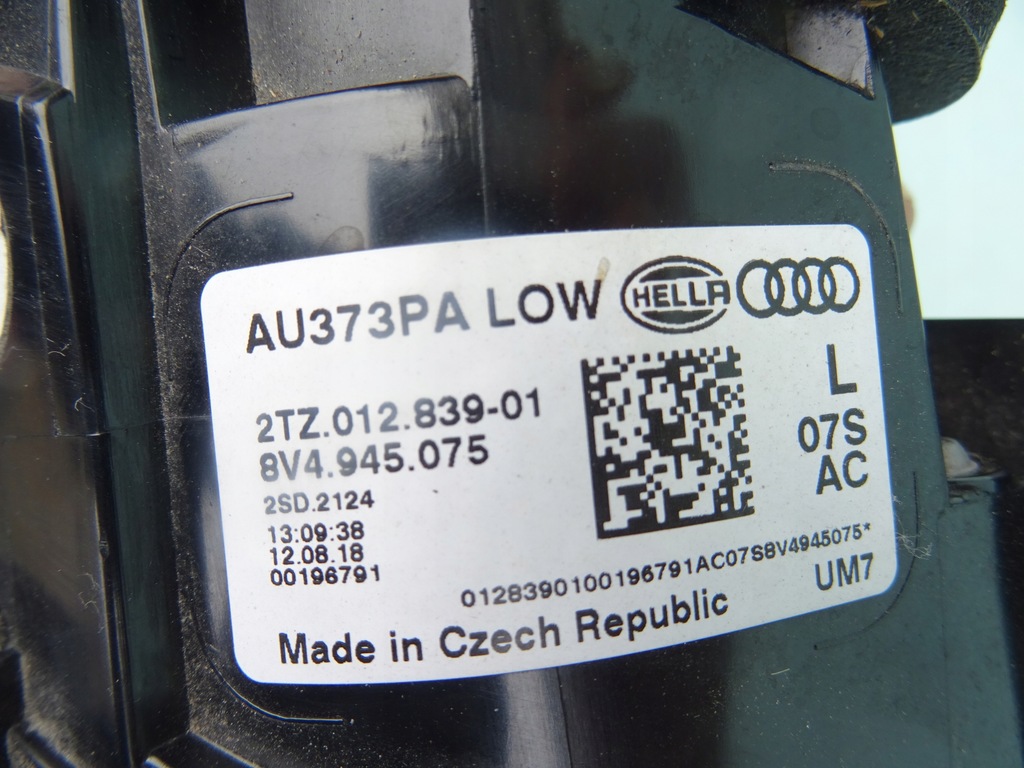 AU373PA LOW HELLA
L
2TZ.012.839-01
07S
8V4.945.075
AC
2SD.2124
13:09:38
12.08.18
00196791
0128390100196791AC07S8V4945075*
UM7
Made in Czech Republic